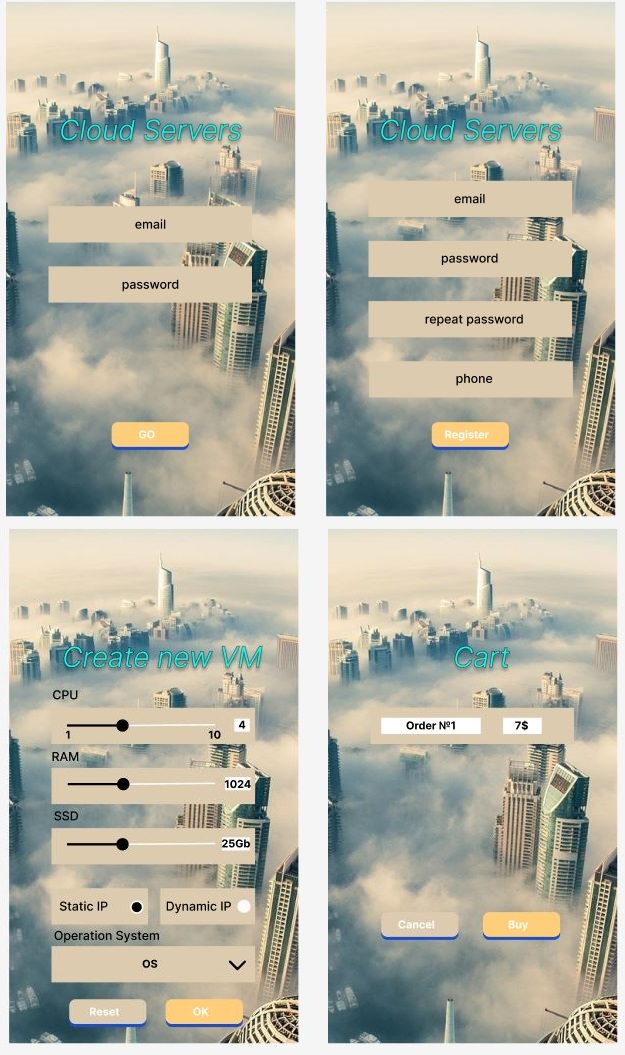 Cloud Servers
email
password
GO
Cloud Servers
email
password
repeat password
phone
Register
Create new VM
CPU
1 10 4
RAM
1024
SSD
25Gb
Static IP Dynamic IP
Operation System
OS
Reset OK
Cart
Order №1 7$
Cancel Buy